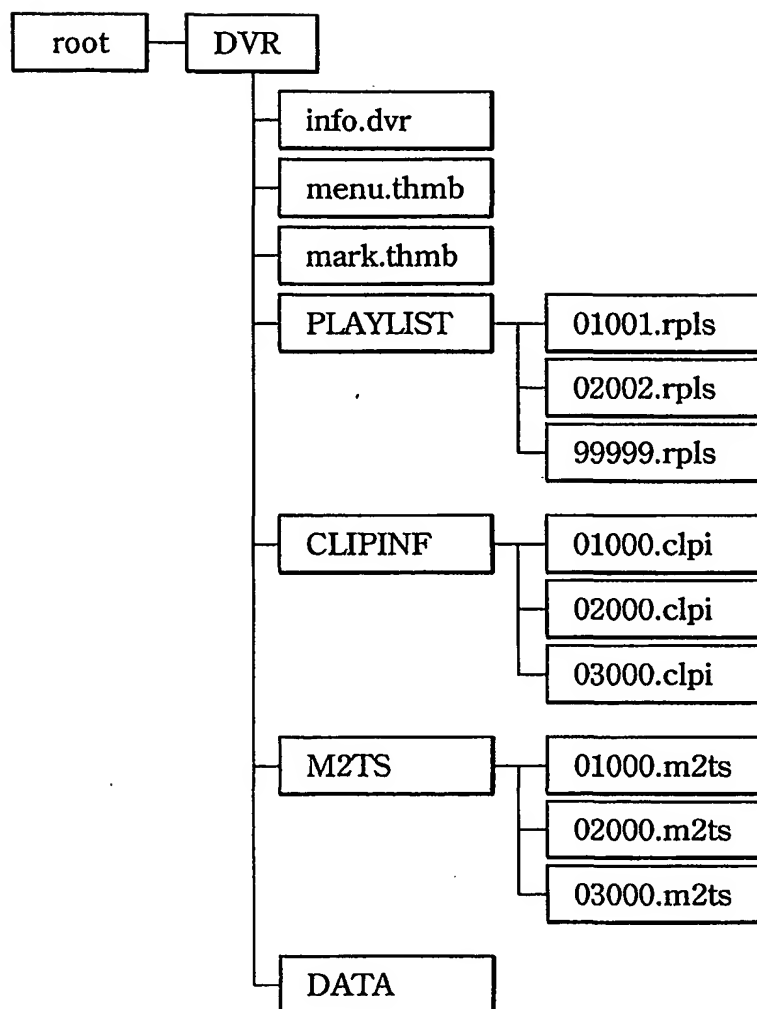 root DVR
info.dvr
menu.thmb
mark.thmb
PLAYLIST 01001.rpls
02002.rpls
99999.rpls
CLIPINF 01000.clpi
02000.clpi
03000.clpi
M2TS 01000.m2ts
02000.m2ts
03000.m2ts
DATA